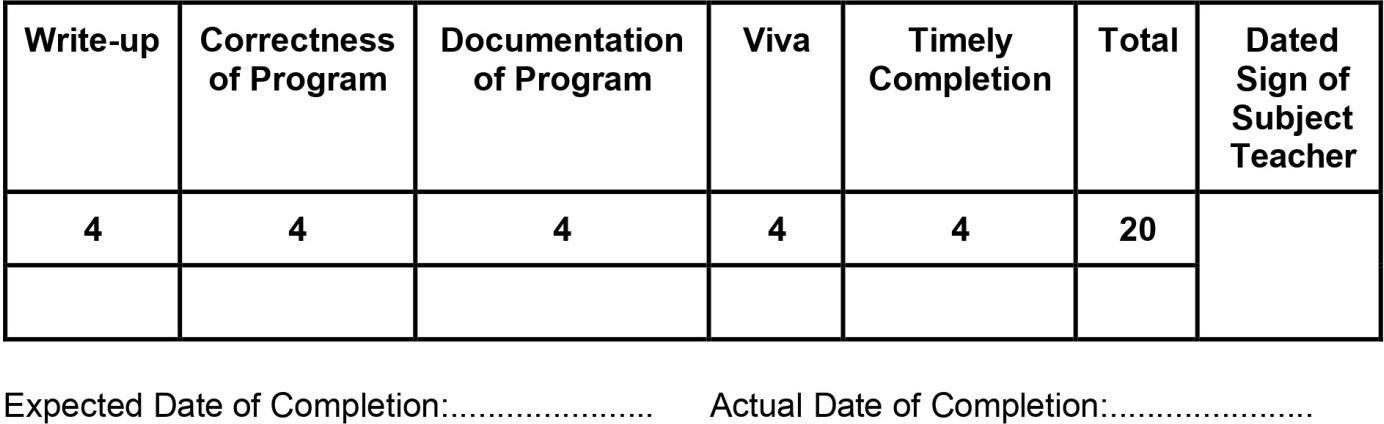 Write-up Correctness of Program Documentation of Program Viva Timely Completion Total Dated Sign of Subject Teacher
4 4 4 4 4 20
Expected Date of Completion:...................... Actual Date of Completion:......................